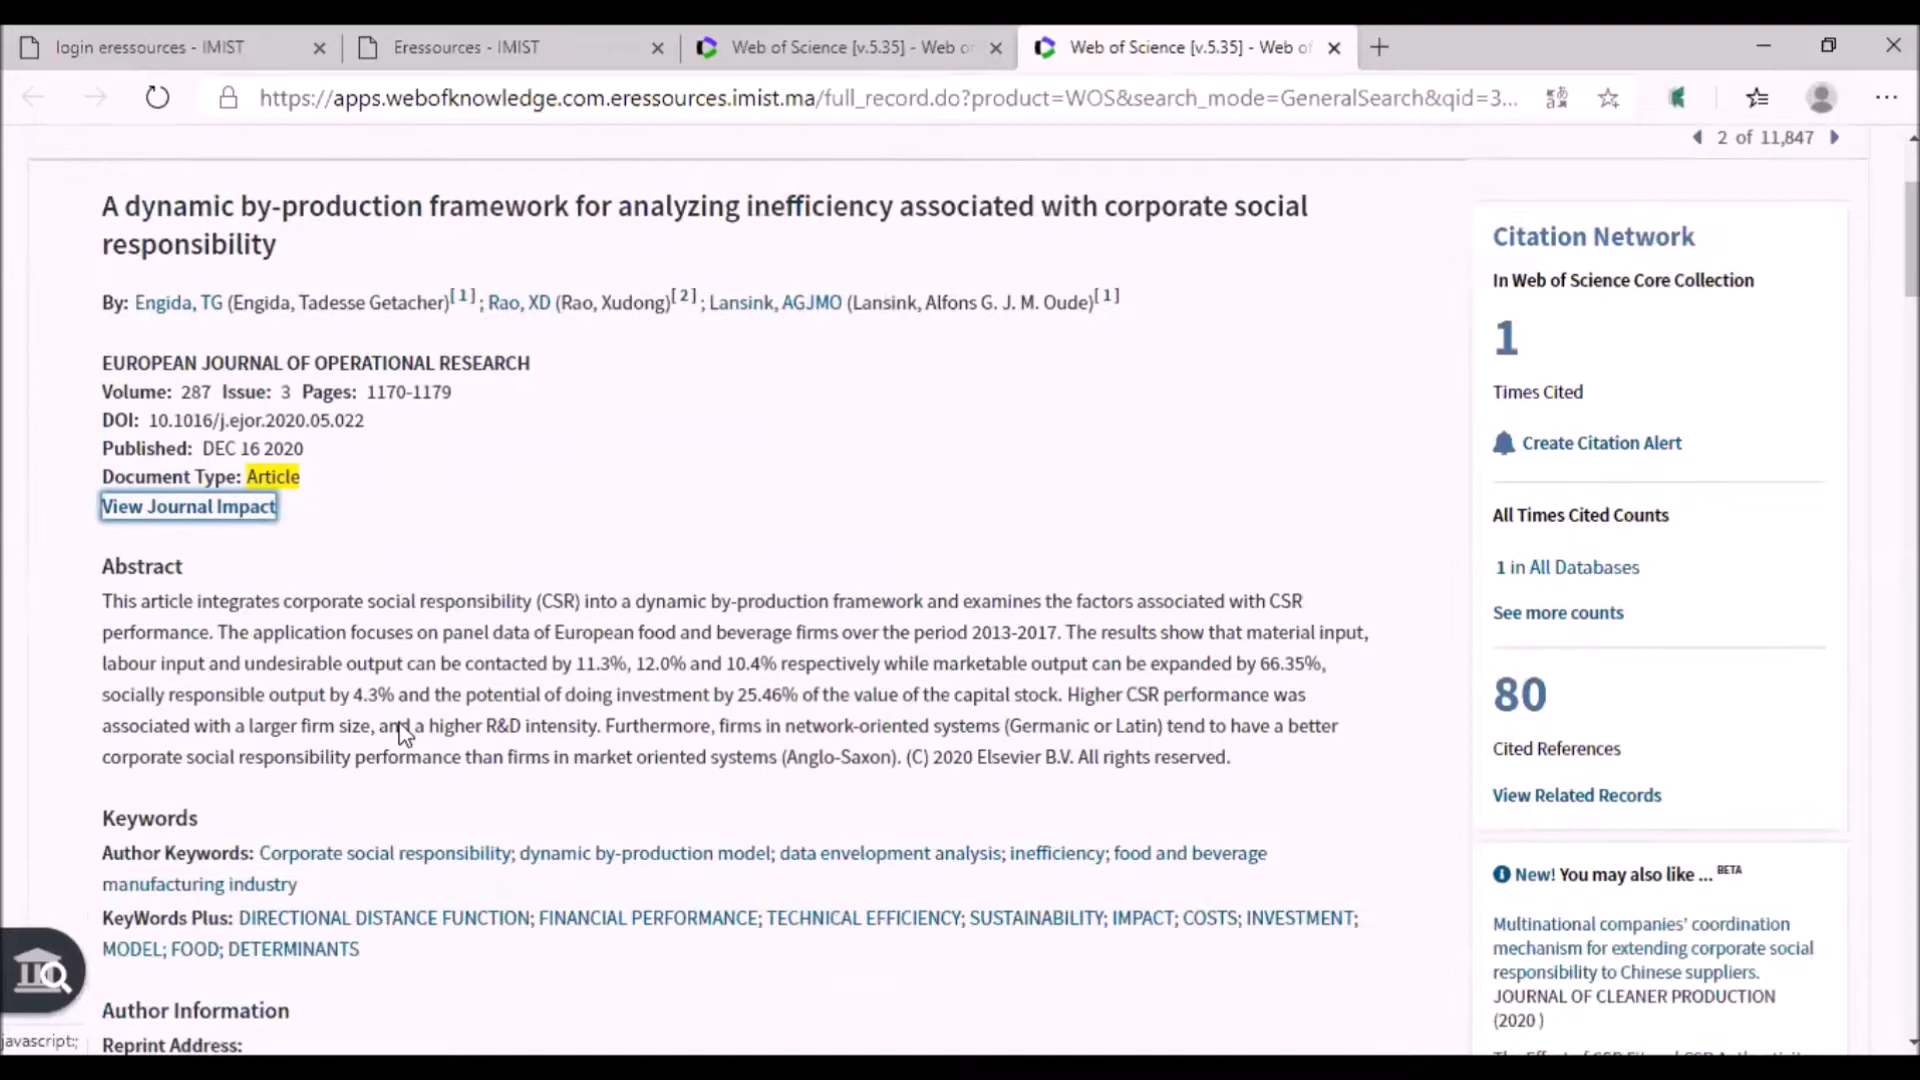 login eressources - IMIST
Eressources - IMIST
Web of Science [v.5.35] - Web of
Web of Science [v.5.35] - Web of
https://apps.webofknowledge.com.eressources.imist.ma/full_record.do?product=WOS&search_mode=GeneralSearch&qid=3...
2 of 11,847
A dynamic by-production framework for analyzing inefficiency associated with corporate social
responsibility
By: Engida, TG (Engida, Tadesse Getacher)[ 1 ] ; Rao, XD (Rao, Xudong)[ 2 ] ; Lansink, AGJMO (Lansink, Alfons G. J. M. Oude)[ 1 ]
EUROPEAN JOURNAL OF OPERATIONAL RESEARCH
Volume: 287 Issue: 3 Pages: 1170-1179
DOI: 10.1016/j.ejor.2020.05.022
Published: DEC 16 2020
Document Type: Article
View Journal Impact
Abstract
This article integrates corporate social responsibility (CSR) into a dynamic by-production framework and examines the factors associated with CSR
performance. The application focuses on panel data of European food and beverage firms over the period 2013-2017. The results show that material input,
labour input and undesirable output can be contacted by 11.3%, 12.0% and 10.4% respectively while marketable output can be expanded by 66.35%,
socially responsible output by 4.3% and the potential of doing investment by 25.46% of the value of the capital stock. Higher CSR performance was
associated with a larger firm size, and a higher R&D intensity. Furthermore, firms in network-oriented systems (Germanic or Latin) tend to have a better
corporate social responsibility performance than firms in market oriented systems (Anglo-Saxon). (C) 2020 Elsevier B.V. All rights reserved.
Keywords
Author Keywords: Corporate social responsibility; dynamic by-production model; data envelopment analysis; inefficiency; food and beverage
manufacturing industry
KeyWords Plus: DIRECTIONAL DISTANCE FUNCTION; FINANCIAL PERFORMANCE; TECHNICAL EFFICIENCY; SUSTAINABILITY; IMPACT; COSTS; INVESTMENT;
MODEL; FOOD; DETERMINANTS
Author Information
Reprint Address:
javascript:;
Citation Network
In Web of Science Core Collection
1
Times Cited
Create Citation Alert
All Times Cited Counts
1 in All Databases
See more counts
80
Cited References
View Related Records
New! You may also like ... BETA
Multinational companies' coordination
mechanism for extending corporate social
responsibility to Chinese suppliers.
JOURNAL OF CLEANER PRODUCTION
(2020 )